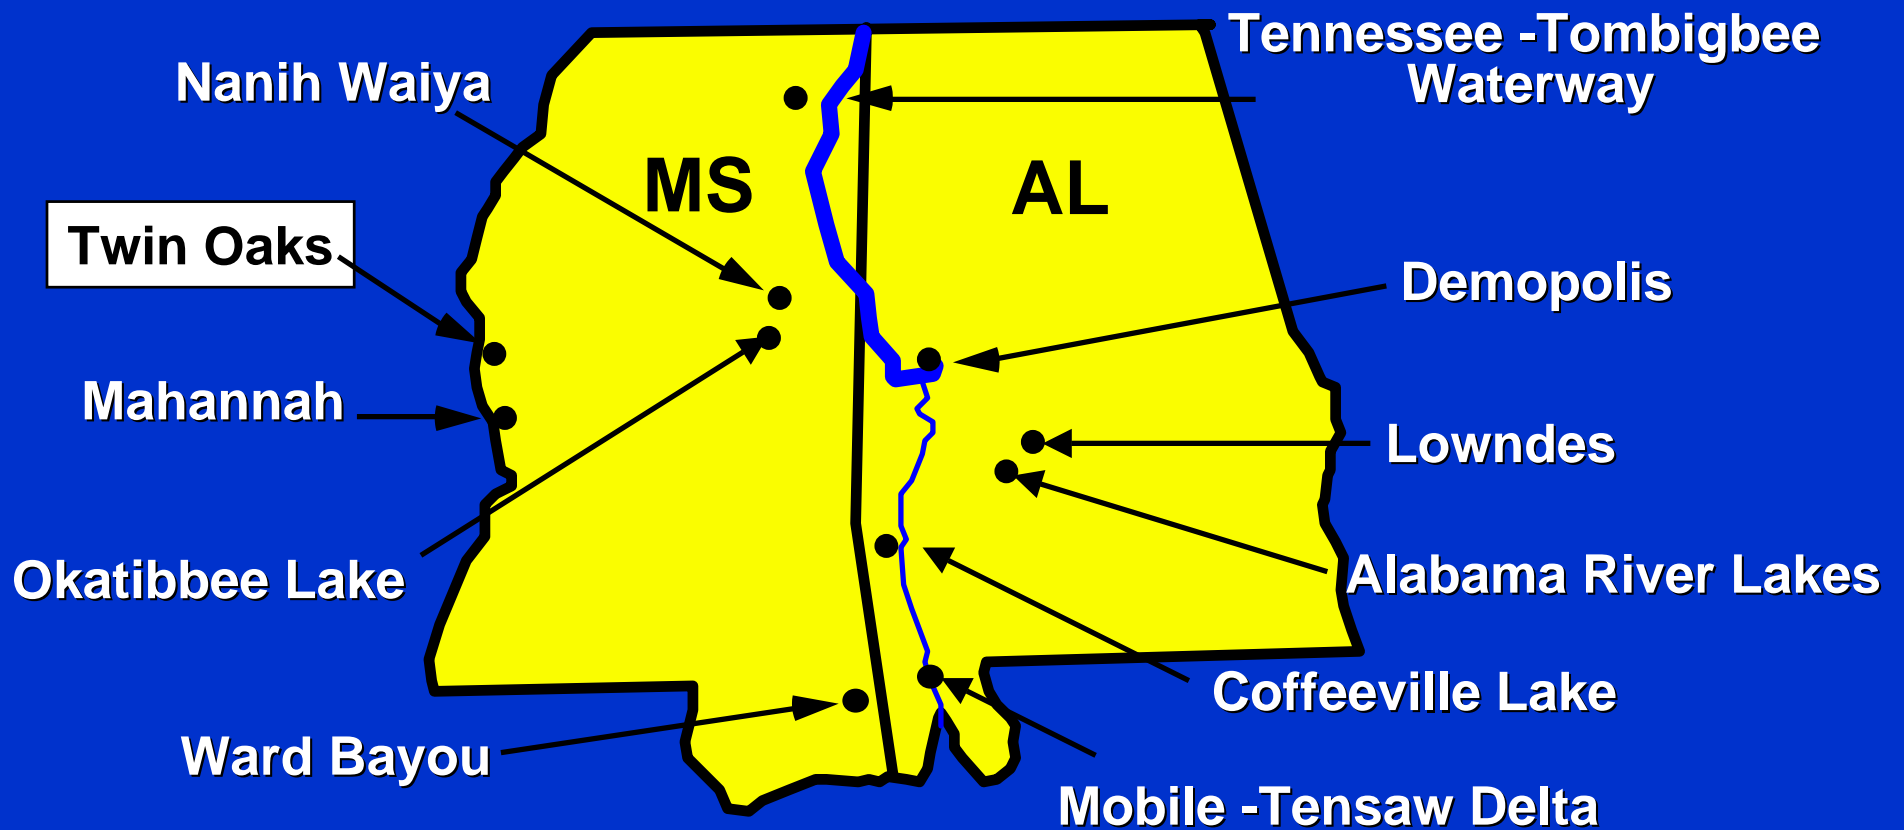 Tennessee -Tombigbee
Waterway
Nanih Waiya
MS
AL
Twin Oaks
Demopolis
Mahannah
Lowndes
Okatibbee Lake
Alabama River Lakes
Coffeeville Lake
Ward Bayou
Mobile -Tensaw Delta